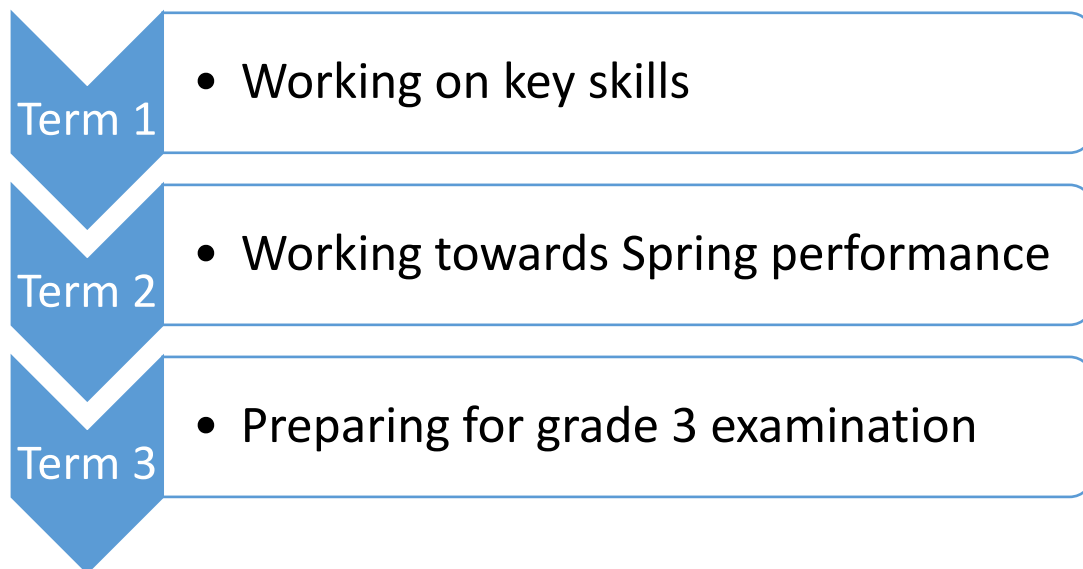 Term 1
• Working on key skills
Term 2
• Working towards Spring performance
Term 3
• Preparing for grade 3 examination